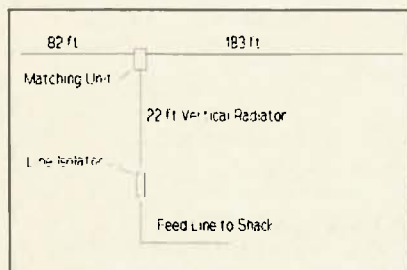 82 ft 183 ft
Matching Unit
22 ft Vertical Radiator
Line Isolator
Feed Line to Shack